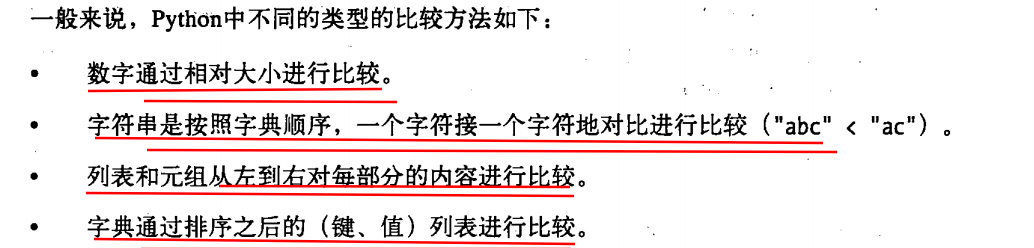 一般来说，Python中不同的类型的比较方法如下：
• 数字通过相对大小进行比较。
• 字符串是按照字典顺序，一个字符接一个字符地对比进行比较（"abc" < "ac"）。
• 列表和元组从左到右对每部分的内容进行比较。
• 字典通过排序之后的（键、值）列表进行比较。